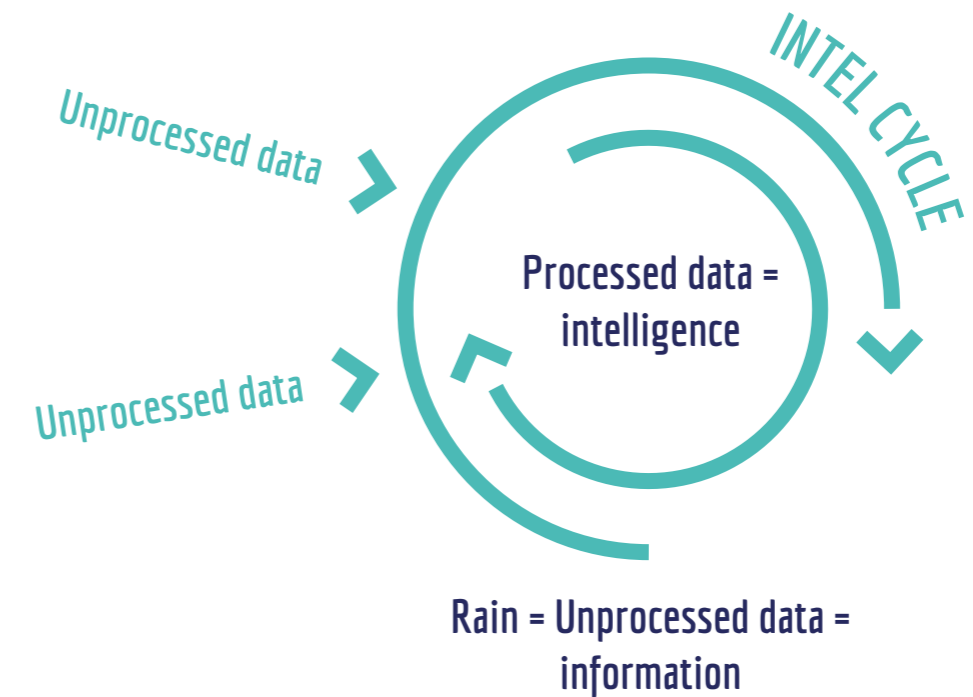 INTEL CYCLE
Unprocessed data
Processed data =
intelligence
Unprocessed data
Rain = Unprocessed data =
information